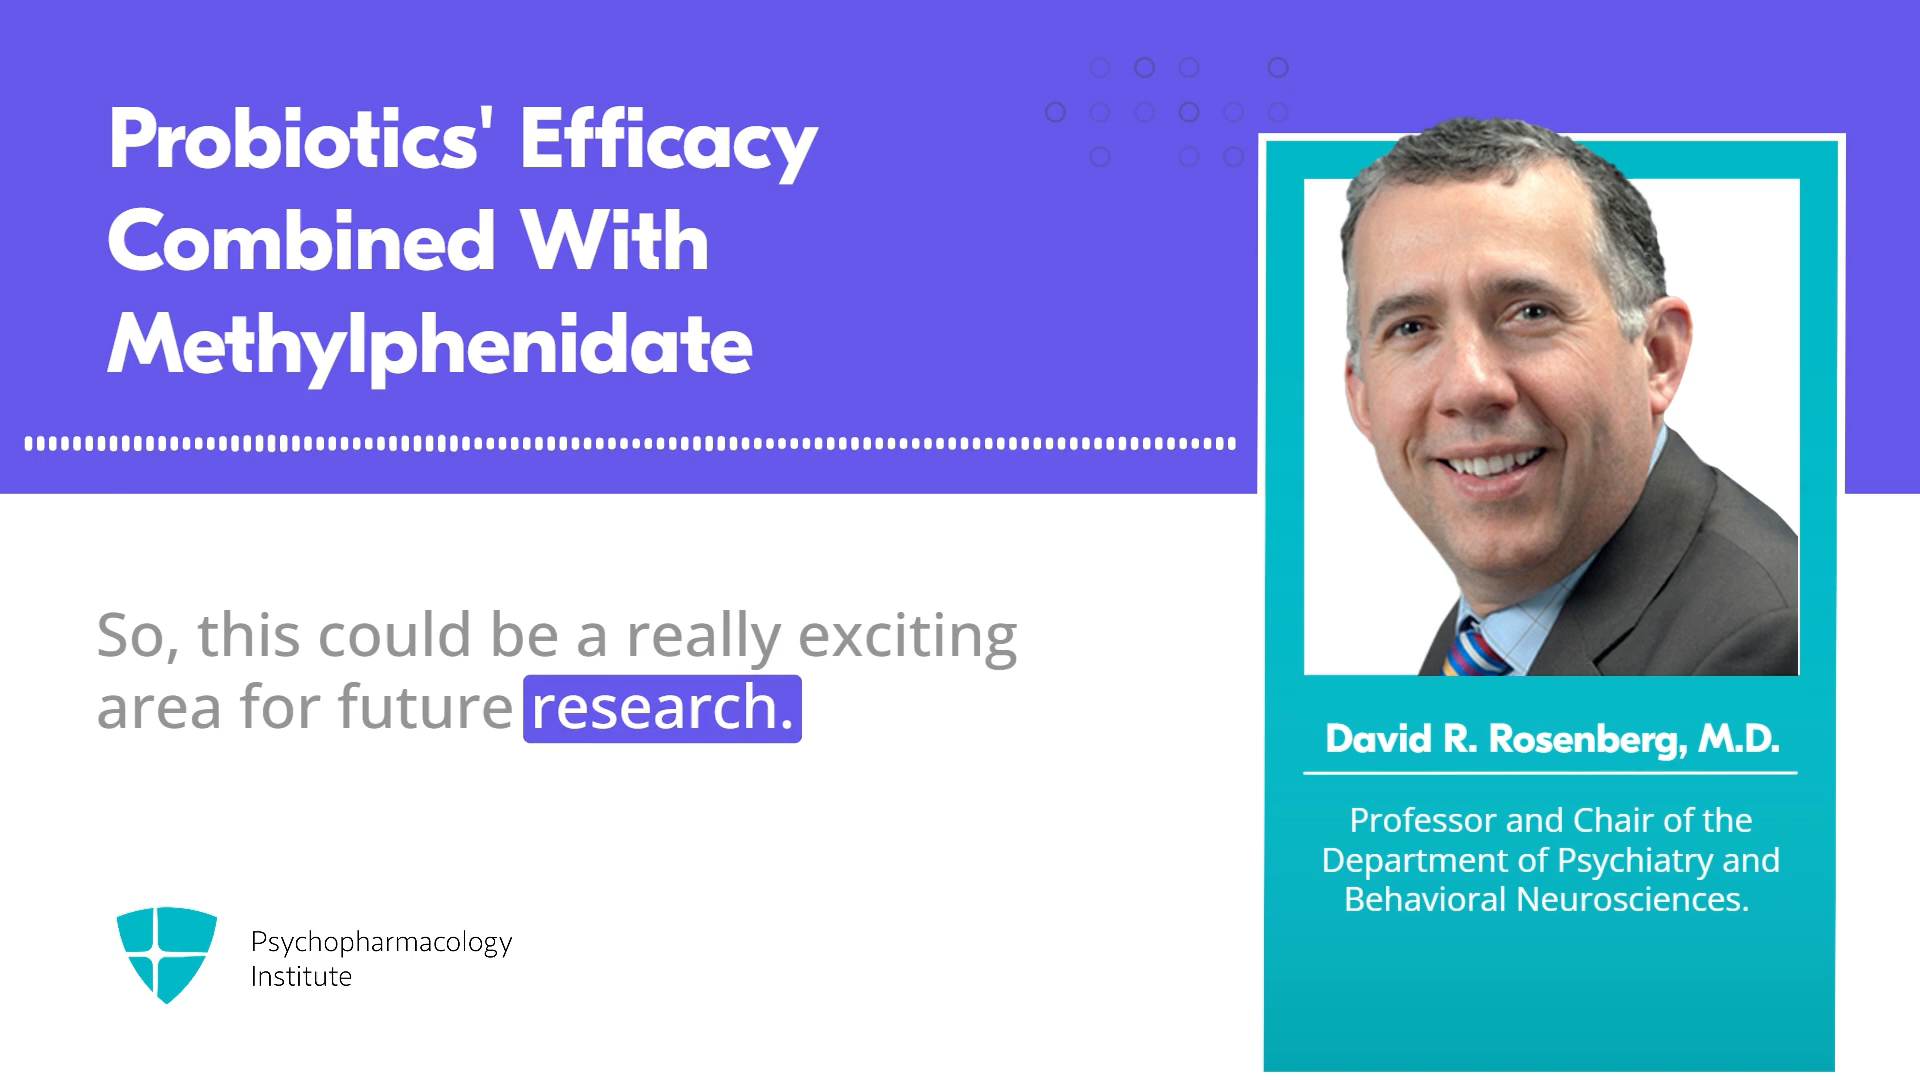 Probiotics' Efficacy
Combined With
Methylphenidate
So, this could be a really exciting
area for future research.
David R. Rosenberg, M.D.
Professor and Chair of the
Department of Psychiatry and
Behavioral Neurosciences.
Psychopharmacology
Institute